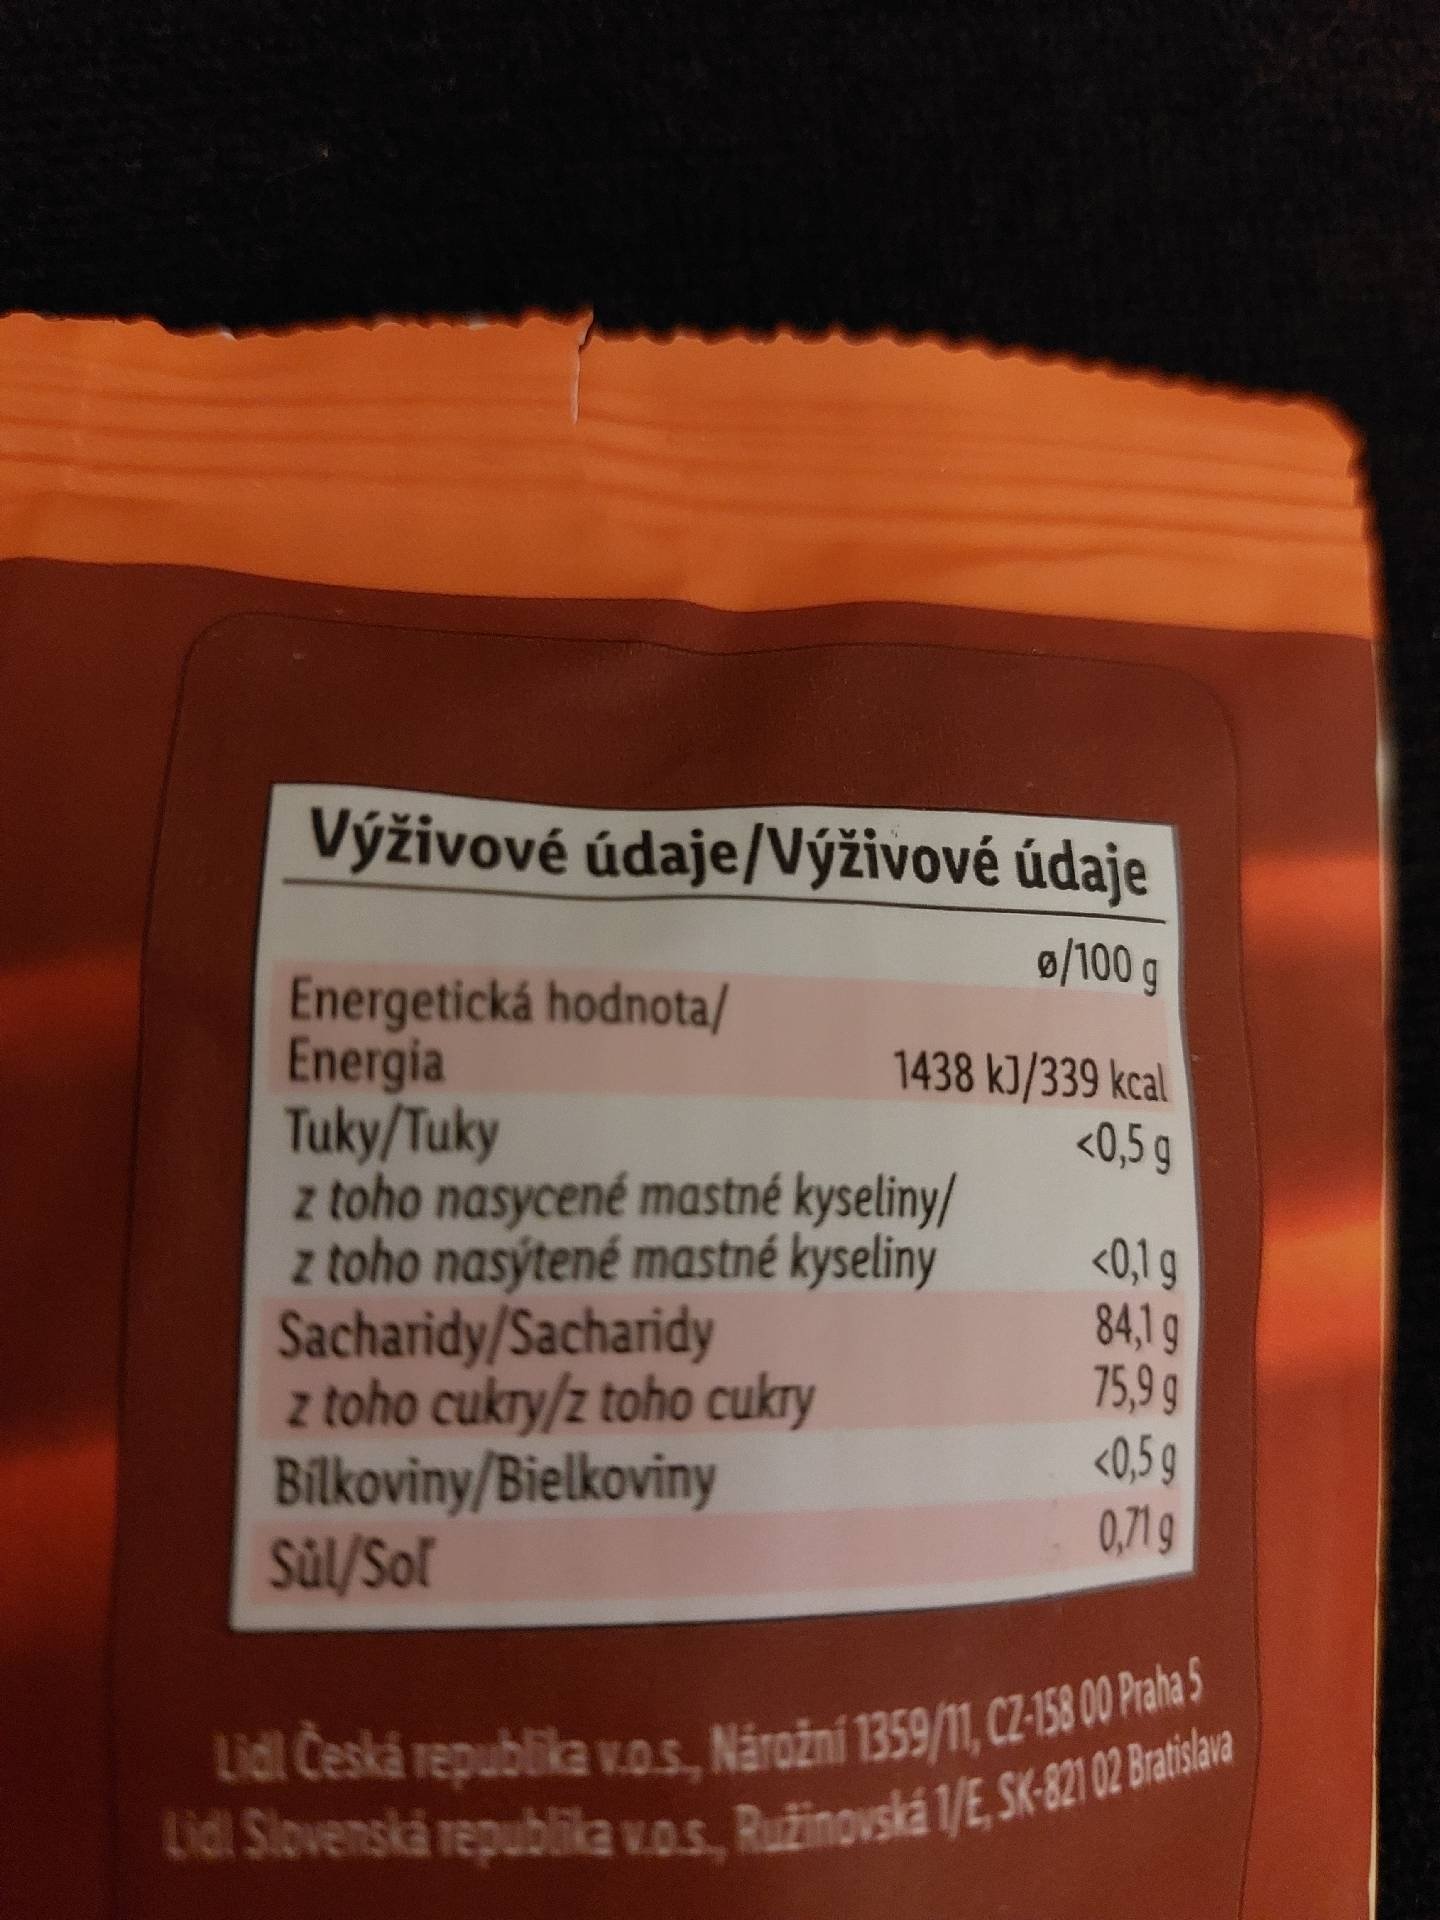 Výživové údaje/Výživové údaje
ø/100 g
Energetická hodnota/
Energia 1438 kJ/339 kcal
Tuky/Tuky <0,5 g
z toho nasycené mastné kyseliny/
z toho nasýtené mastné kyseliny <0,1 g
Sacharidy/Sacharidy 84,1 g
z toho cukry/z toho cukry 75,9 g
Bílkoviny/Bielkoviny <0,5 g
Sůl/Soľ 0,71 g
Lidl Česká republika v.o.s., Nárožní 1359/11, CZ-158 00 Praha 5
Lidl Slovenská republika v.o.s., Ružinovská 1/E, SK-821 02 Bratislava